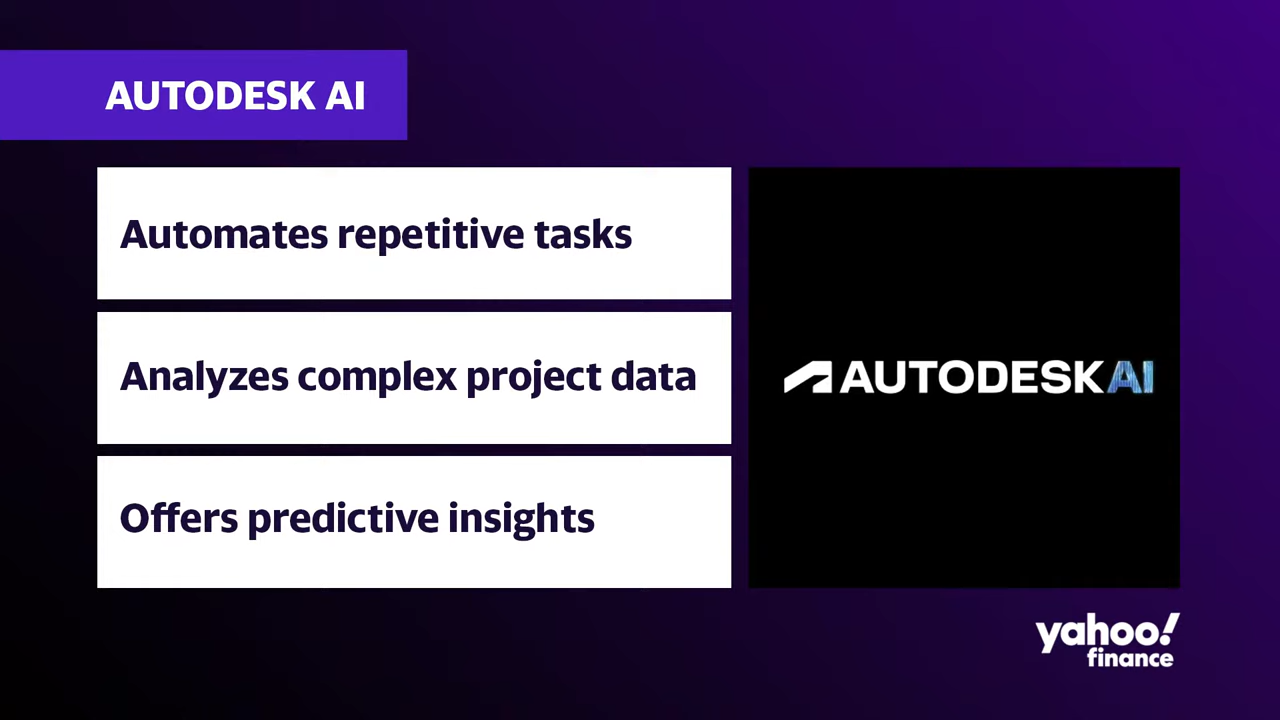 AUTODESK AI
Automates repetitive tasks
Analyzes complex project data
Offers predictive insights
AUTODESK AI
yahoo!
finance